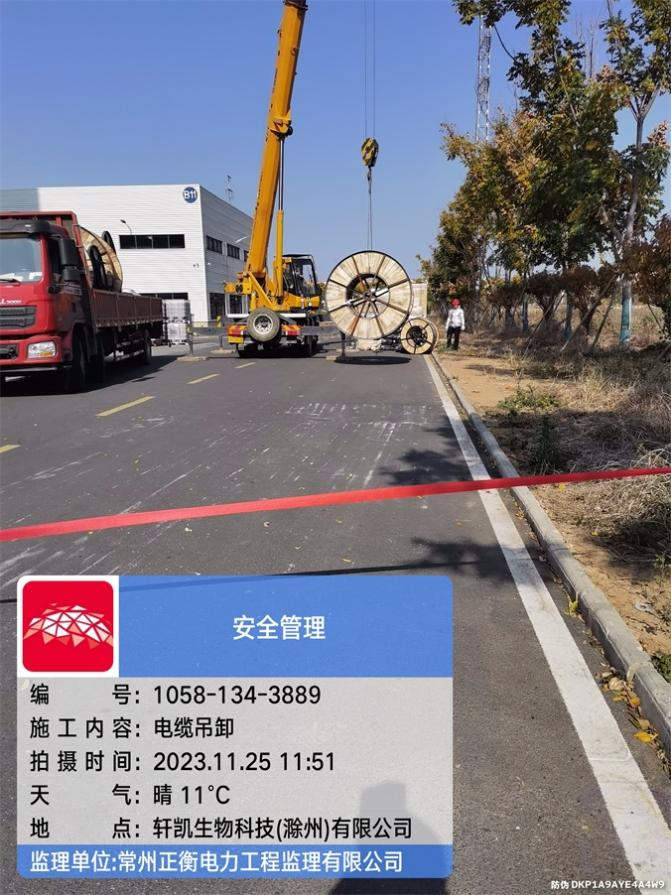 B11
安全管理
编 号：1058-134-3889
施工内容：电缆吊卸
拍摄时间：2023.11.25 11:51
天 气：晴 11℃
地 点：轩凯生物科技(滁州)有限公司
监理单位:常州正衡电力工程监理有限公司
防伪 DKP1A9AYE4A4W9